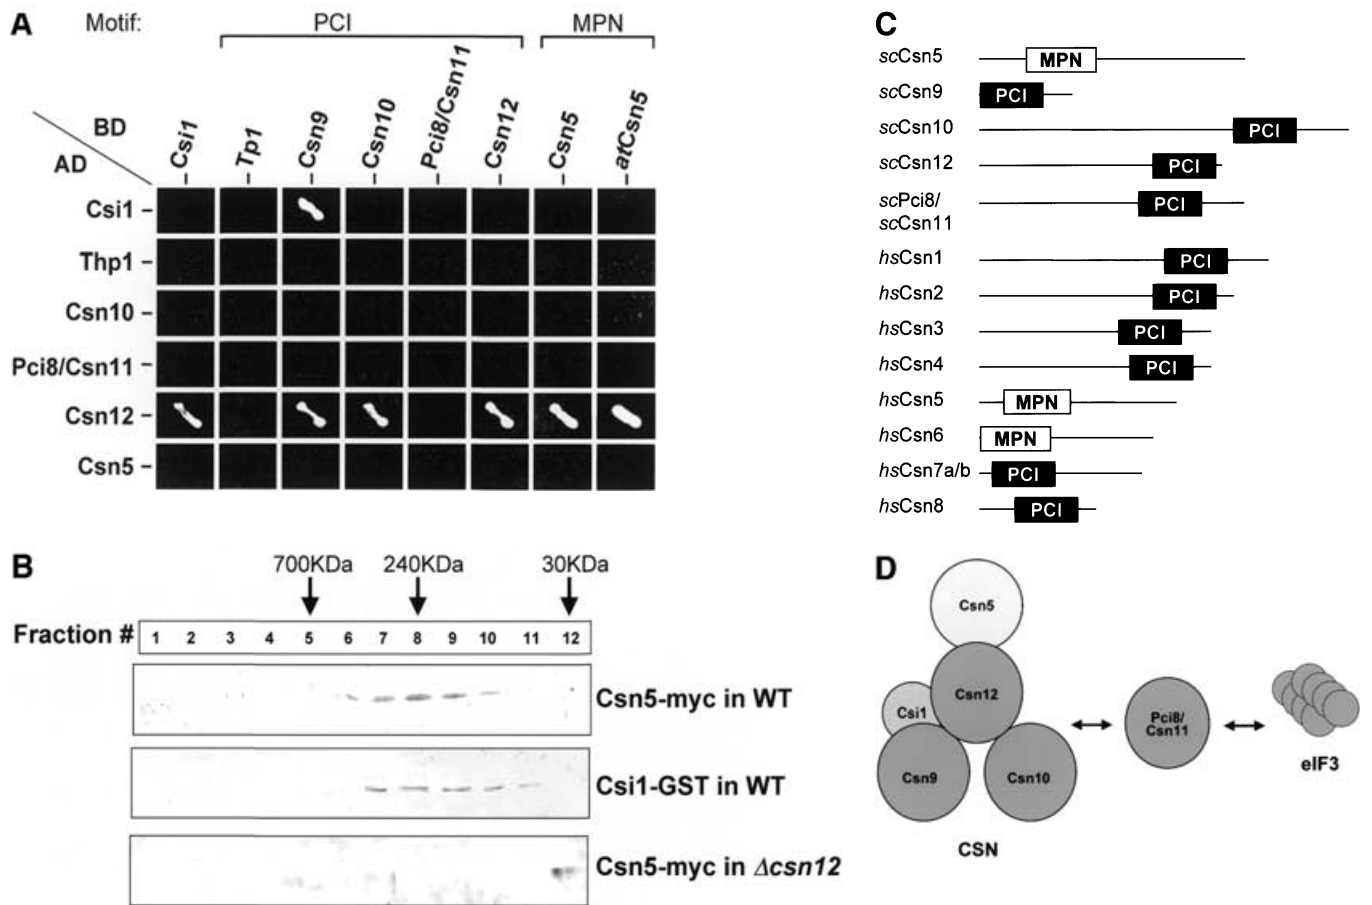 A
Motif:
PCI
MPN
BD
AD
Csi1
Tp1
Csn9
Csn10
Pci8/Csn11
Csn12
Csn5
atCsn5
Csi1
Thp1
Csn10
Pci8/Csn11
Csn12
Csn5
B
700KDa
240KDa
30KDa
Fraction #
1 2 3 4 5 6 7 8 9 10 11 12
Csn5-myc in WT
Csi1-GST in WT
Csn5-myc in Δcsn12
C
scCsn5
MPN
scCsn9
PCI
scCsn10
PCI
scCsn12
PCI
scPci8/
scCsn11
PCI
hsCsn1
PCI
hsCsn2
PCI
hsCsn3
PCI
hsCsn4
PCI
hsCsn5
MPN
hsCsn6
MPN
hsCsn7a/b
PCI
hsCsn8
PCI
D
Csn5
Csn12
Csi1
Csn9
Csn10
CSN
Pci8/
Csn11
eIF3